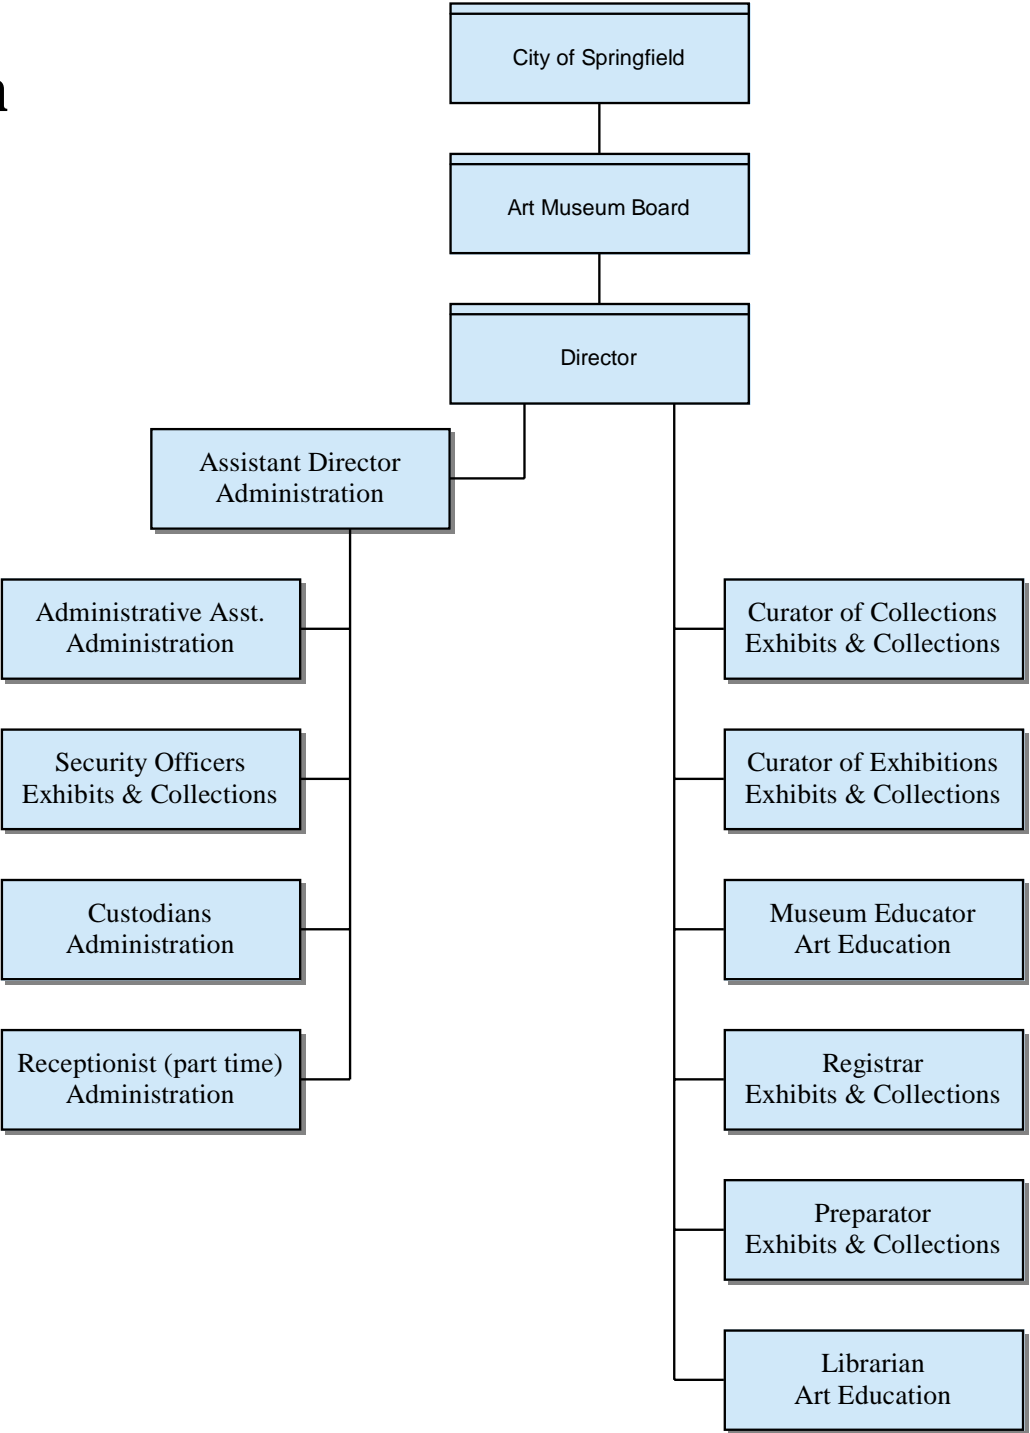 City of Springfield
Art Museum Board
Director
Assistant Director
Administration
Administrative Asst.
Administration
Security Officers
Exhibits & Collections
Custodians
Administration
Receptionist (part time)
Administration
Curator of Collections
Exhibits & Collections
Curator of Exhibitions
Exhibits & Collections
Museum Educator
Art Education
Registrar
Exhibits & Collections
Preparator
Exhibits & Collections
Librarian
Art Education